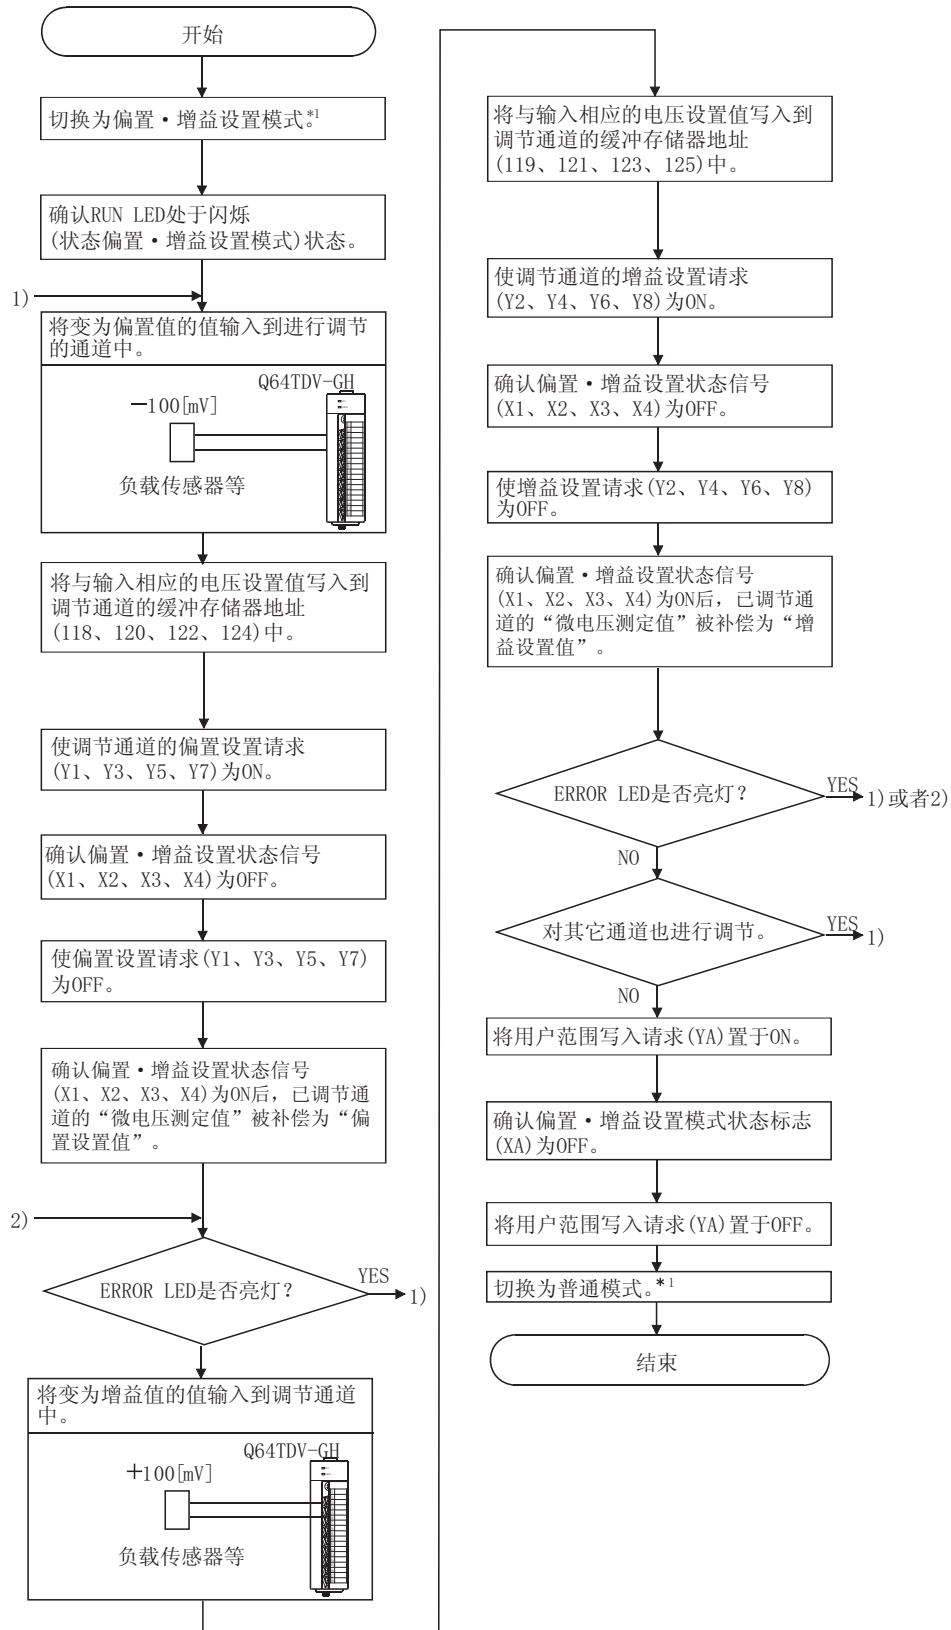 开始
切换为偏置·增益设置模式。*1
确认RUN LED处于闪烁
(状态偏置·增益设置模式)状态。
1)
将变为偏置值的值输入到进行调节
的通道中。
Q64TDV-GH
-100[mV]
负载传感器等
将与输入相应的电压设置值写入到
调节通道的缓冲存储器地址
(118、120、122、124)中。
使调节通道的偏置设置请求
(Y1、Y3、Y5、Y7)为ON。
确认偏置·增益设置状态信号
(X1、X2、X3、X4)为OFF。
使偏置设置请求(Y1、Y3、Y5、Y7)
为OFF。
确认偏置·增益设置状态信号
(X1、X2、X3、X4)为ON后，已调节通
道的“微电压测定值”被补偿为“偏
置设置值”。
2)
ERROR LED是否亮灯?
YES
1)
将变为增益值的值输入到调节通道
中。
Q64TDV-GH
+100[mV]
负载传感器等
将与输入相应的电压设置值写入到
调节通道的缓冲存储器地址
(119、121、123、125)中。
使调节通道的增益设置请求
(Y2、Y4、Y6、Y8)为ON。
确认偏置·增益设置状态信号
(X1、X2、X3、X4)为OFF。
使增益设置请求(Y2、Y4、Y6、Y8)
为OFF。
确认偏置·增益设置状态信号
(X1、X2、X3、X4)为ON后，已调节通
道的“微电压测定值”被补偿为“增
益设置值”。
ERROR LED是否亮灯?
YES
1)或者2)
NO
对其它通道也进行调节。
YES
1)
NO
将用户范围写入请求(YA)置于ON。
确认偏置·增益设置模式状态标志
(XA)为OFF。
将用户范围写入请求(YA)置于OFF。
切换为普通模式。*1
结束